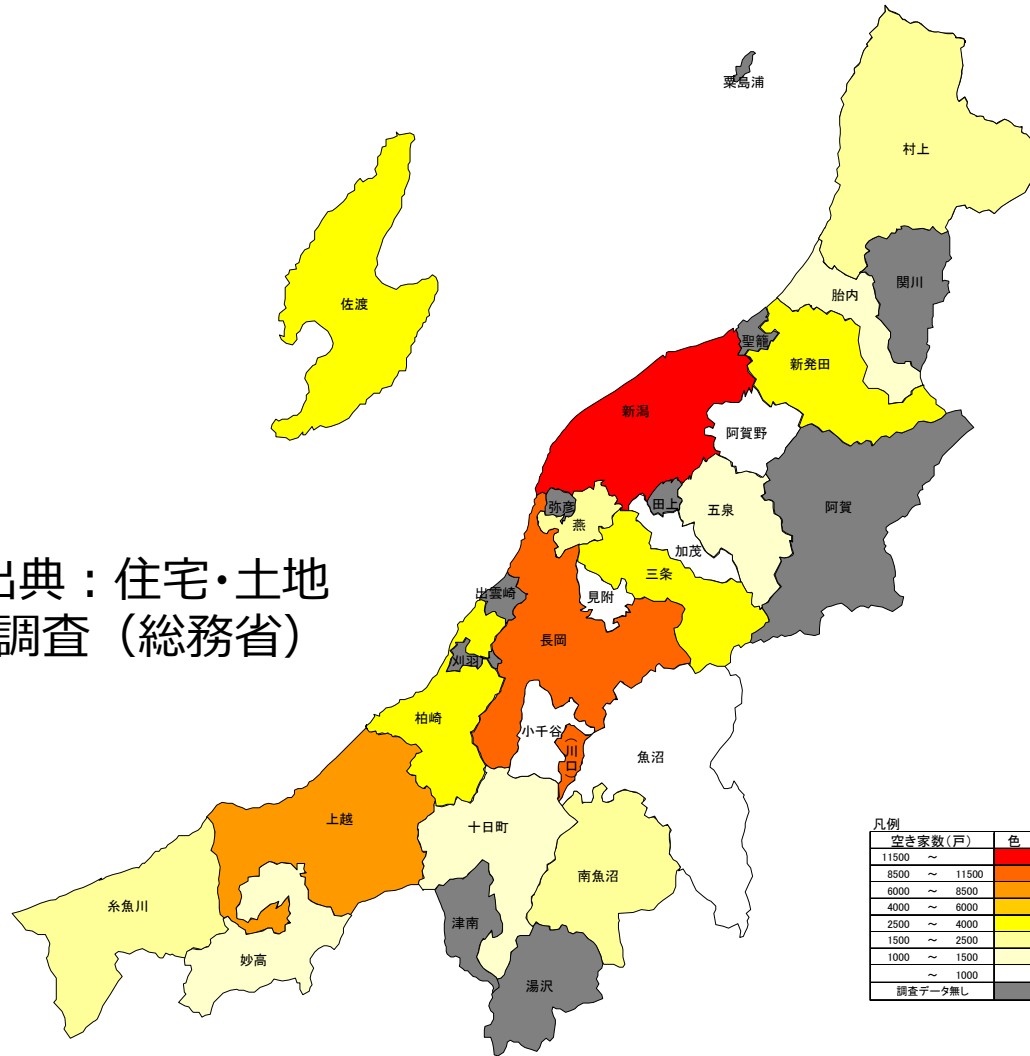 粟島浦
村上
関川
胎内
佐渡
聖籠
新発田
新潟
阿賀野
弥彦
燕
田上
五泉
阿賀
加茂
三条
出雲崎
見附
出典：住宅･土地
調査（総務省）
長岡
刈羽
柏崎
小千谷
（川口）
魚沼
上越
十日町
南魚沼
糸魚川
津南
妙高
湯沢
凡例
空き家数(戸) 色
11500 ～
8500 ～ 11500
6000 ～ 8500
4000 ～ 6000
2500 ～ 4000
1500 ～ 2500
1000 ～ 1500
～ 1000
調査データ無し